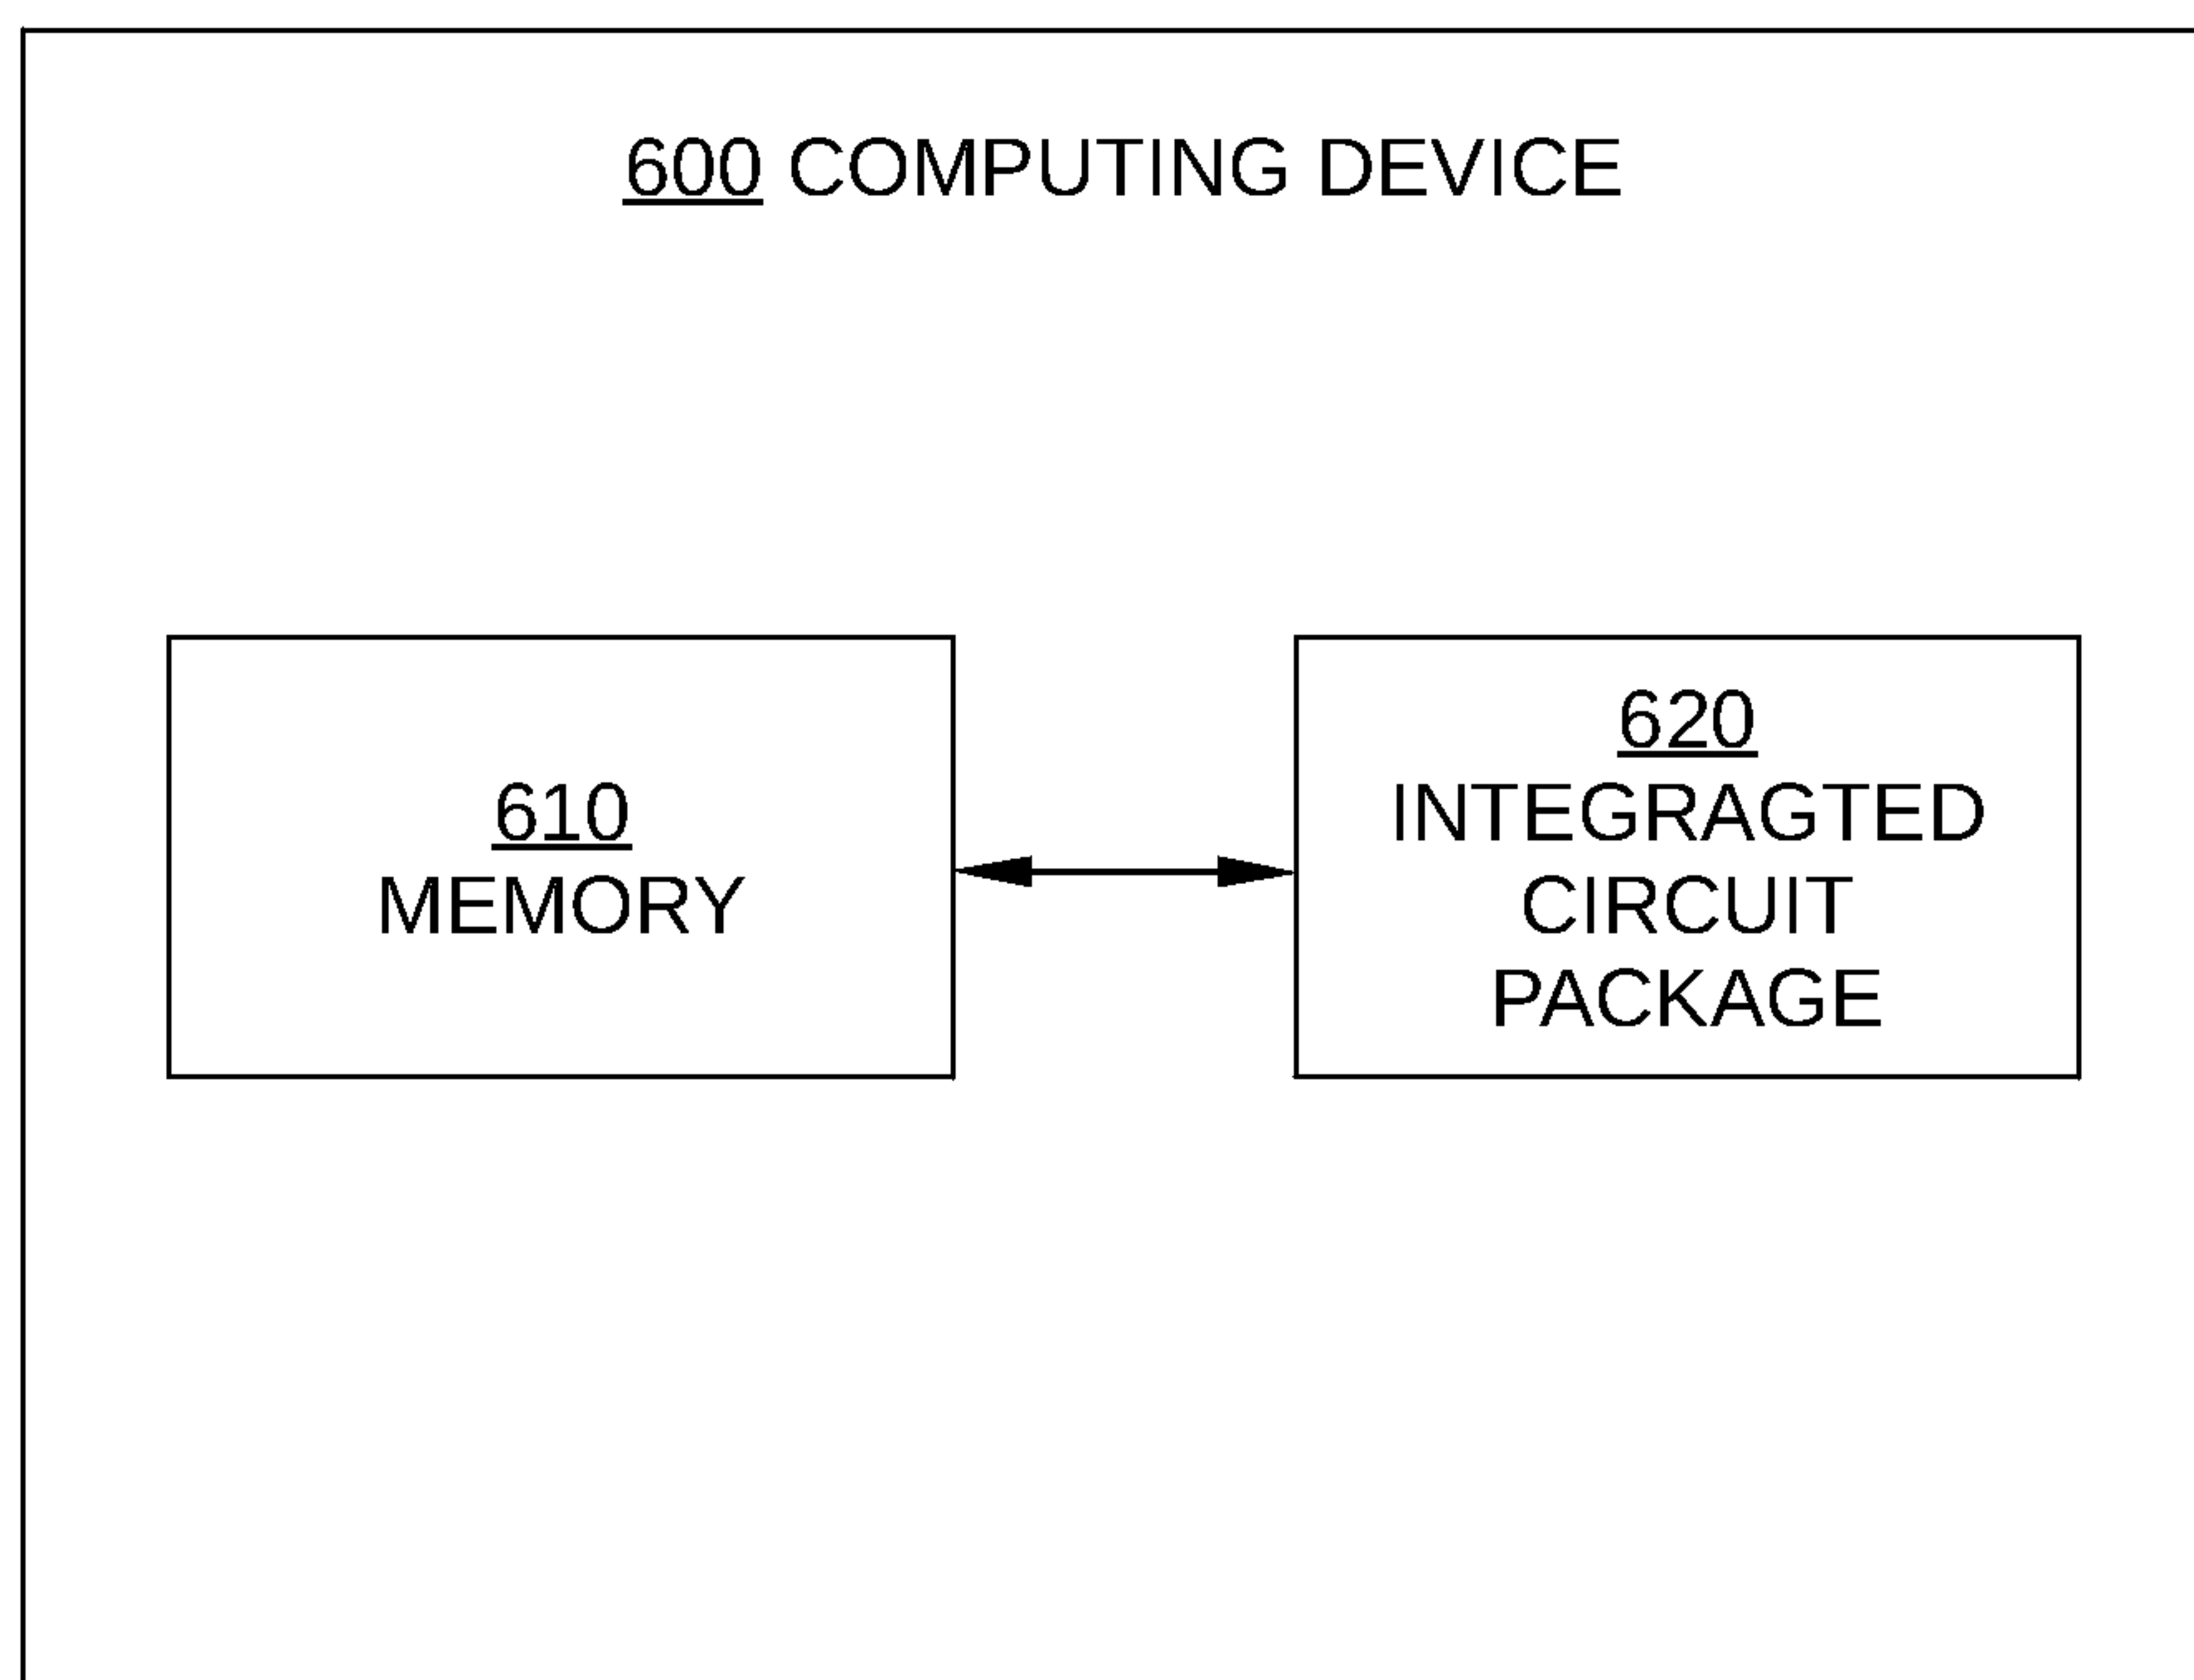 600 COMPUTING DEVICE
610
MEMORY
620
INTEGRAGTED
CIRCUIT
PACKAGE